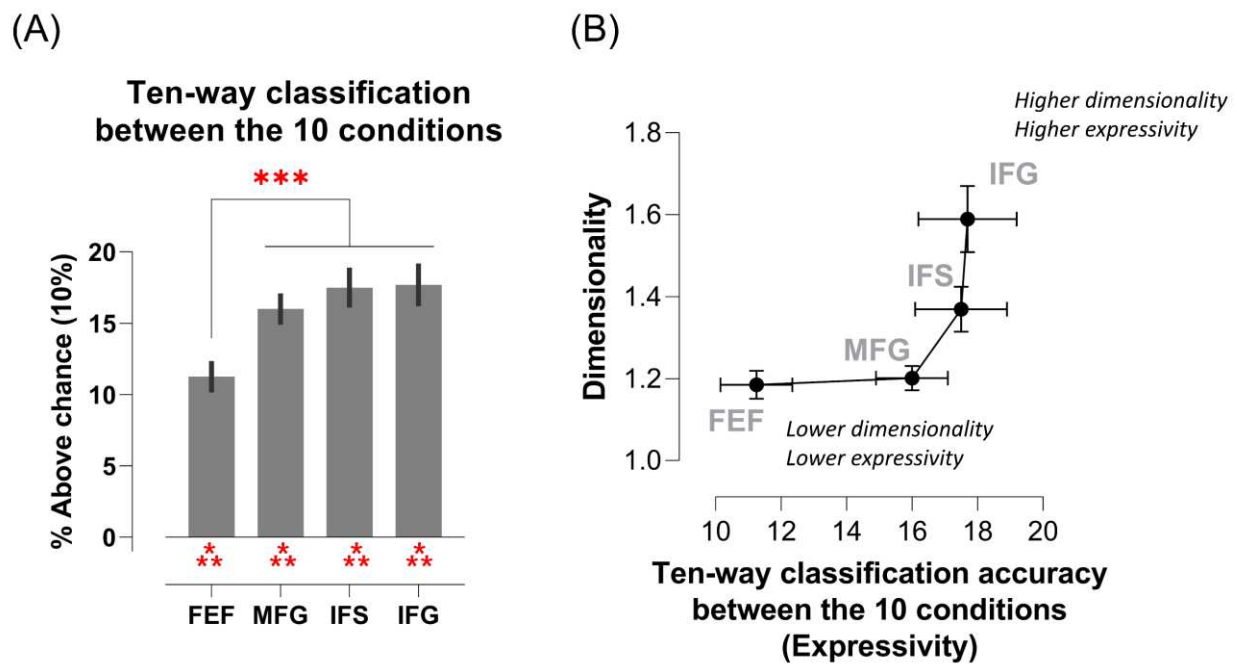 (A)
Ten-way classification
between the 10 conditions
***
% Above chance (10%)
20
15
10
5
0
*
**
*
**
*
**
*
**
FEF MFG IFS IFG
(B)
Higher dimensionality
Higher expressivity
Dimensionality
1.8
1.6
1.4
1.2
1.0
IFG
IFS
MFG
FEF
Lower dimensionality
Lower expressivity
10 12 14 16 18 20
Ten-way classification accuracy
between the 10 conditions
(Expressivity)